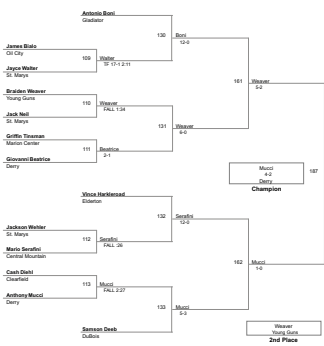 Antonio Boni
Gladiator
130 Boni
12-0
James Bialo
Oil City
109 Walter
TF 17-1 2:11
Jayce Walter
St. Marys
161 Weaver
5-2
Braiden Weaver
Young Guns
110 Weaver
FALL 1:34
Jack Neil
St. Marys
131 Weaver
6-0
Griffin Tinsman
Marion Center
111 Beatrice
2-1
Giovanni Beatrice
Derry
Mucci 187
4-2
Derry
Champion
Vince Harkleroad
Elderton
132 Serafini
12-0
Jackson Wehler
St. Marys
112 Serafini
FALL :26
Mario Serafini
Central Mountain
162 Mucci
1-0
Cash Diehl
Clearfield
113 Mucci
FALL 2:27
Anthony Mucci
Derry
133 Mucci
5-3
Samson Deeb
DuBois
Weaver
Young Guns
2nd Place